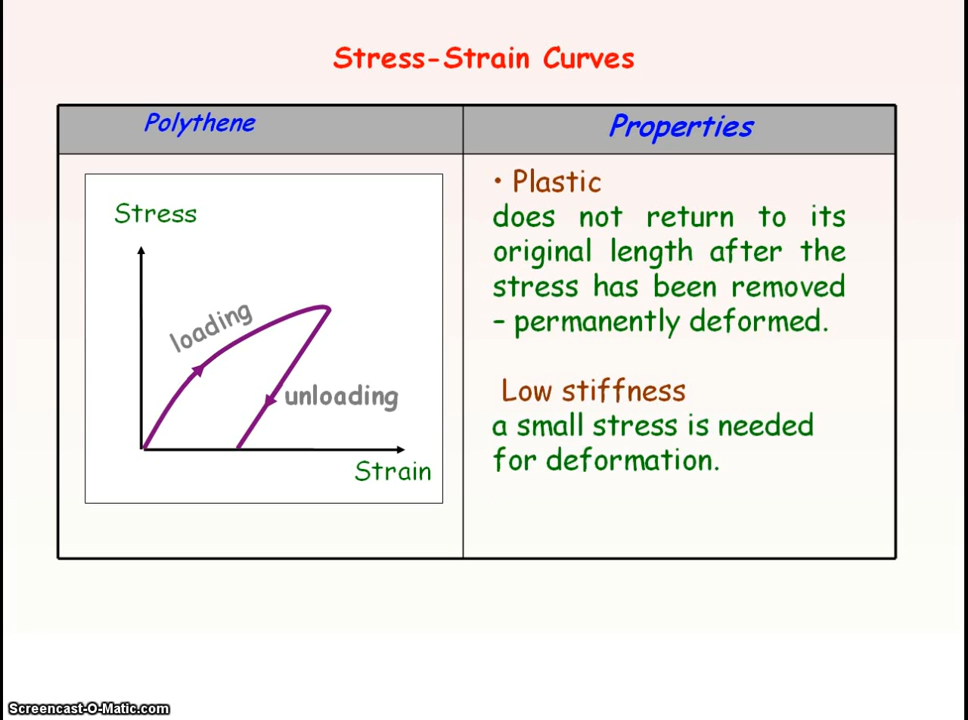 Stress-Strain Curves
Polythene
Properties
Stress
loading
unloading
Strain
• Plastic
does not return to its
original length after the
stress has been removed
– permanently deformed.
Low stiffness
a small stress is needed
for deformation.
Screencast-O-Matic.com